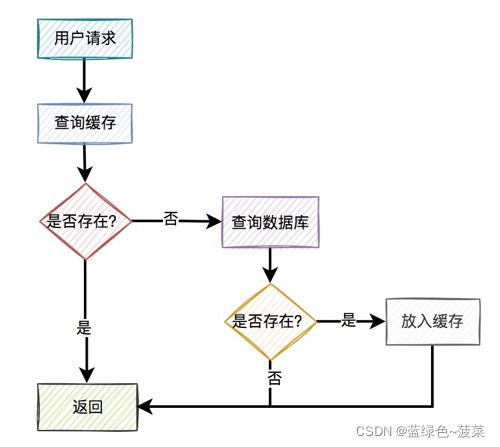 用户请求
查询缓存
是否存在?
否
查询数据库
是否存在?
是
放入缓存
是
否
返回
CSDN @蓝绿色~菠菜